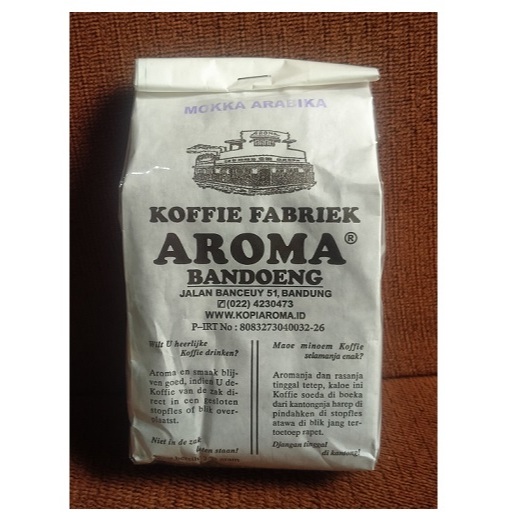 MOKKA ARABIKA
AROMA
KOFFIE FABRIEK
AROMA®
BANDOENG
JALAN BANCEUY 51, BANDUNG
✆(022) 4230473
WWW.KOPIAROMA.ID
P-IRT No : 8083273040032-26
Wilt U heerlijke
Koffie drinken?
Aroma en smaak blij-
ven goed, indien U de-
Koffie van de zak di-
rect in een gesloten
stopfles of blik over-
plaatst.
Niet in de zak
laten staan!
Maoe minoem Koffie
selamanja enak?
Aromanja dan rasanja
tinggal tetep, kaloe ini
Koffie soeda di boeka
dari kantongnja harep di
pindahken di stopfles
atawa di blik jang ter-
toetoep rapet.
Djangan tinggal
di kantong!